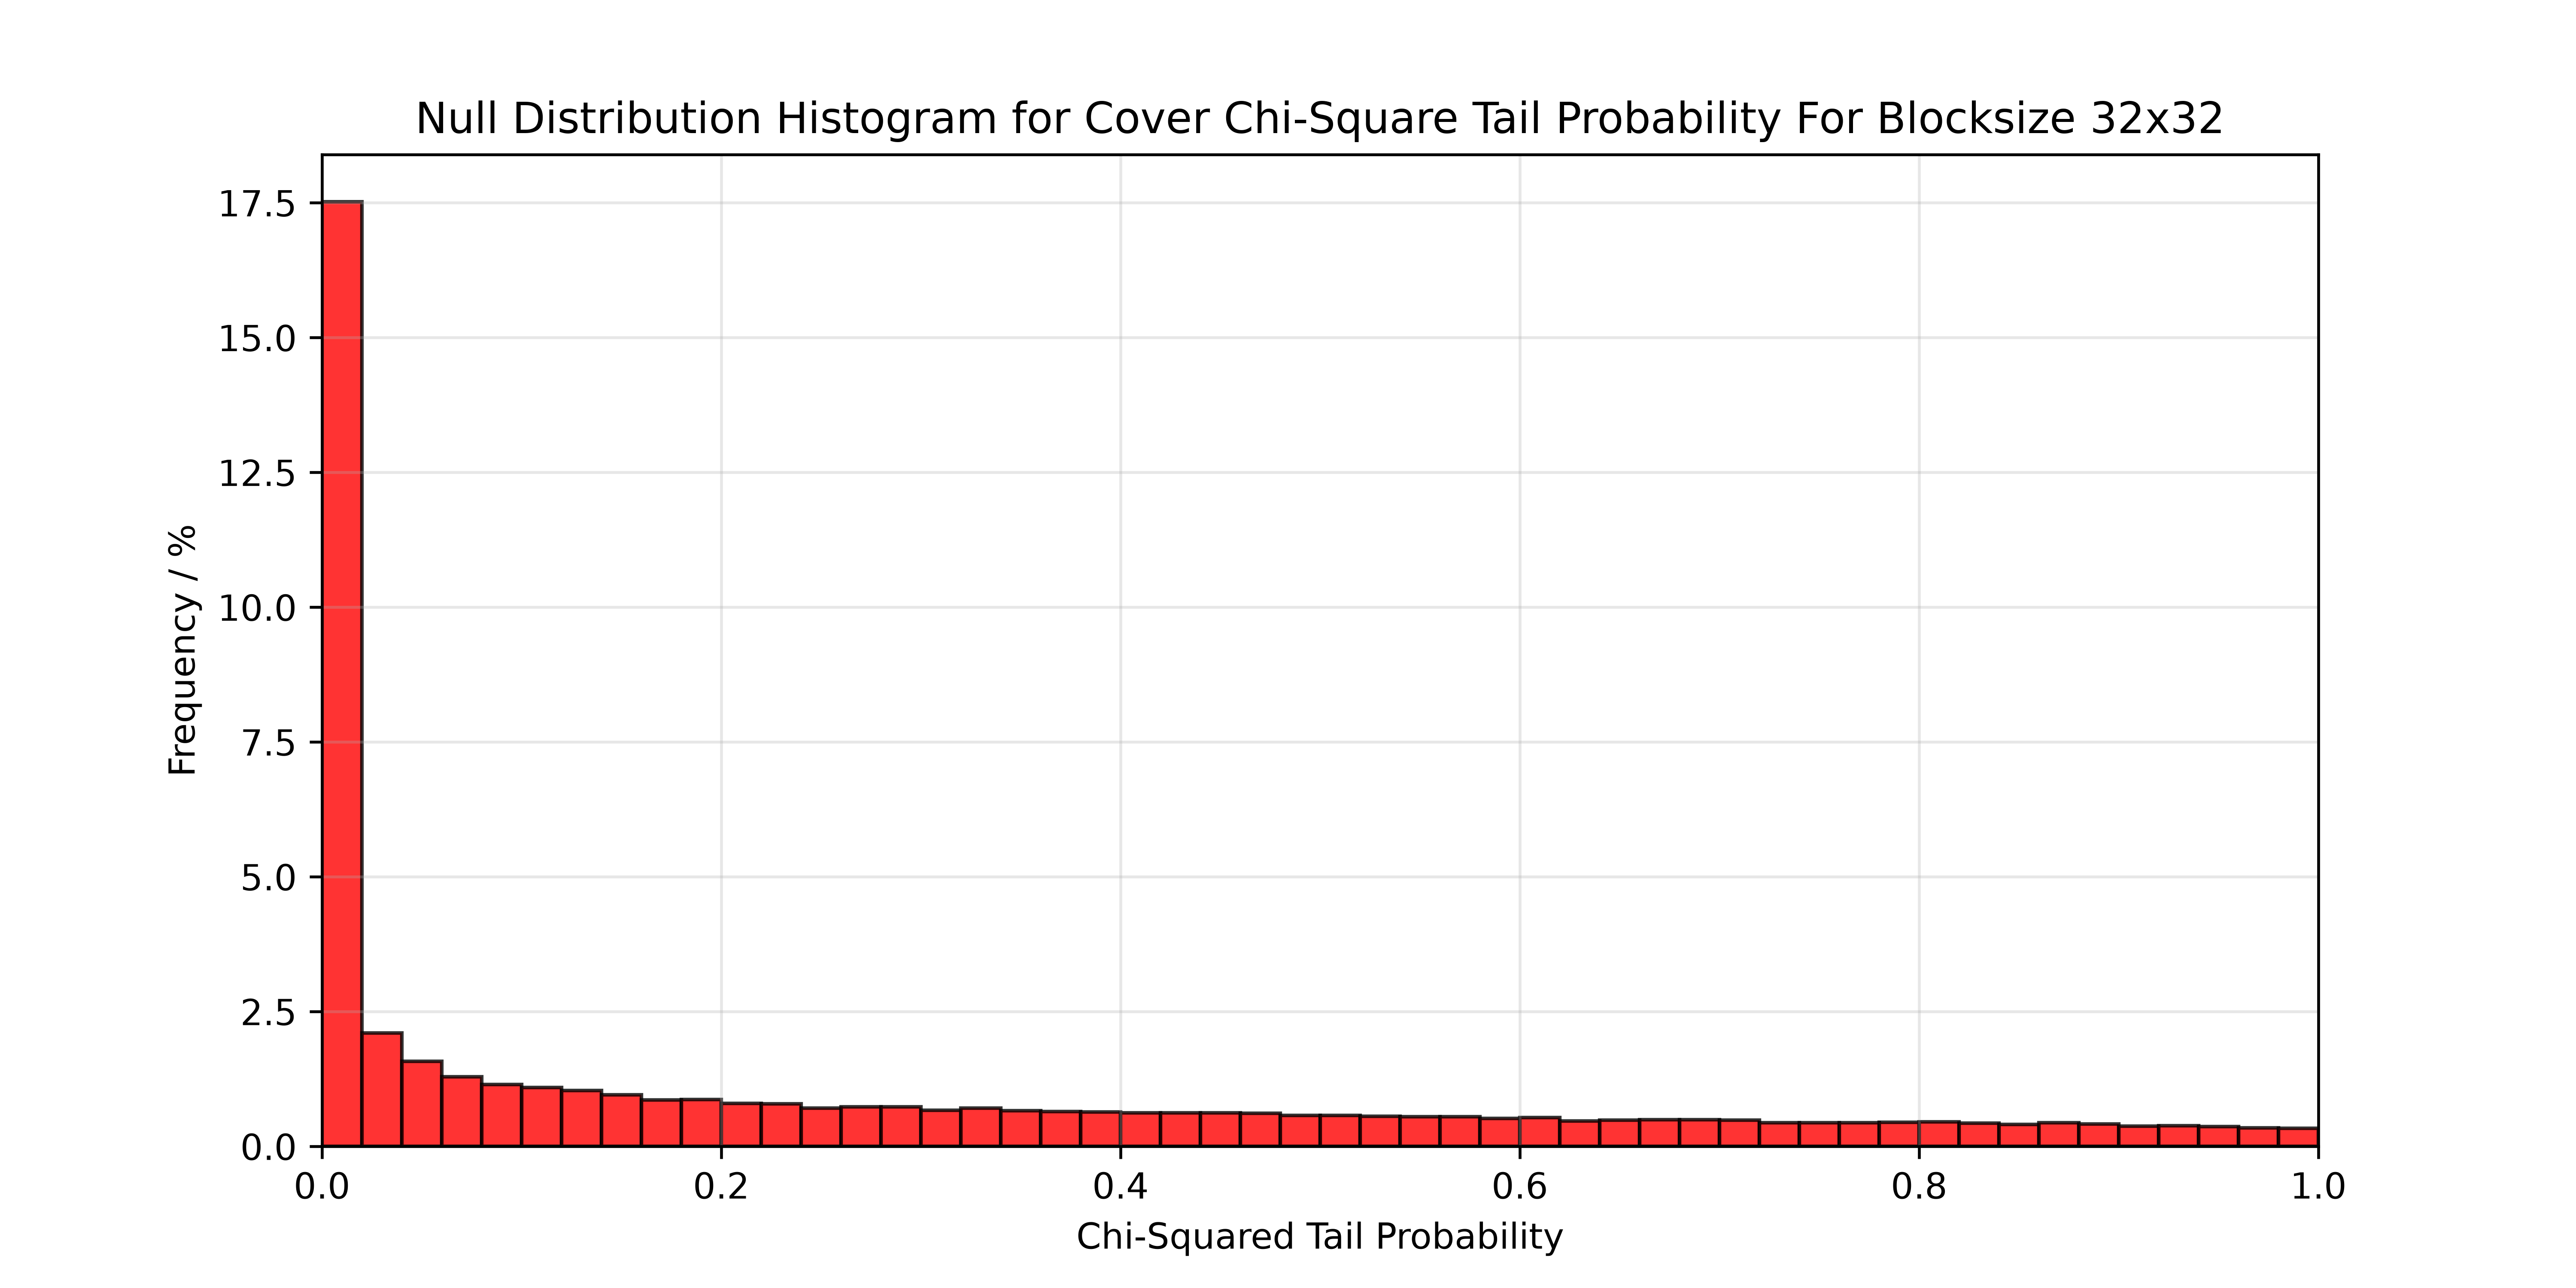 Null Distribution Histogram for Cover Chi-Square Tail Probability For Blocksize 32x32
Frequency / %
17.5
15.0
12.5
10.0
7.5
5.0
2.5
0.0
0.0 0.2 0.4 0.6 0.8 1.0
Chi-Squared Tail Probability